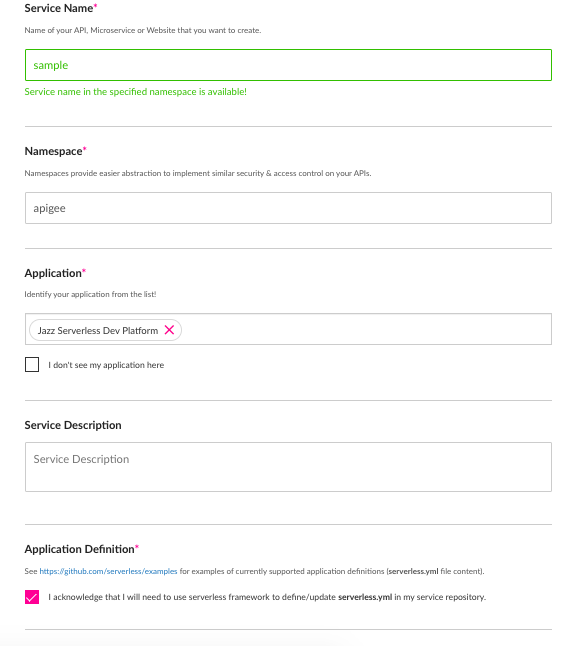 Service Name*
Name of your API, Microservice or Website that you want to create.
sample
Service name in the specified namespace is available!
Namespace*
Namespaces provide easier abstraction to implement similar security & access control on your APIs.
apigee
Application*
Identify your application from the list!
Jazz Serverless Dev Platform
I don't see my application here
Service Description
Service Description
Application Definition*
See https://github.com/serverless/examples for examples of currently supported application definitions (serverless.yml file content).
I acknowledge that I will need to use serverless framework to define/update serverless.yml in my service repository.